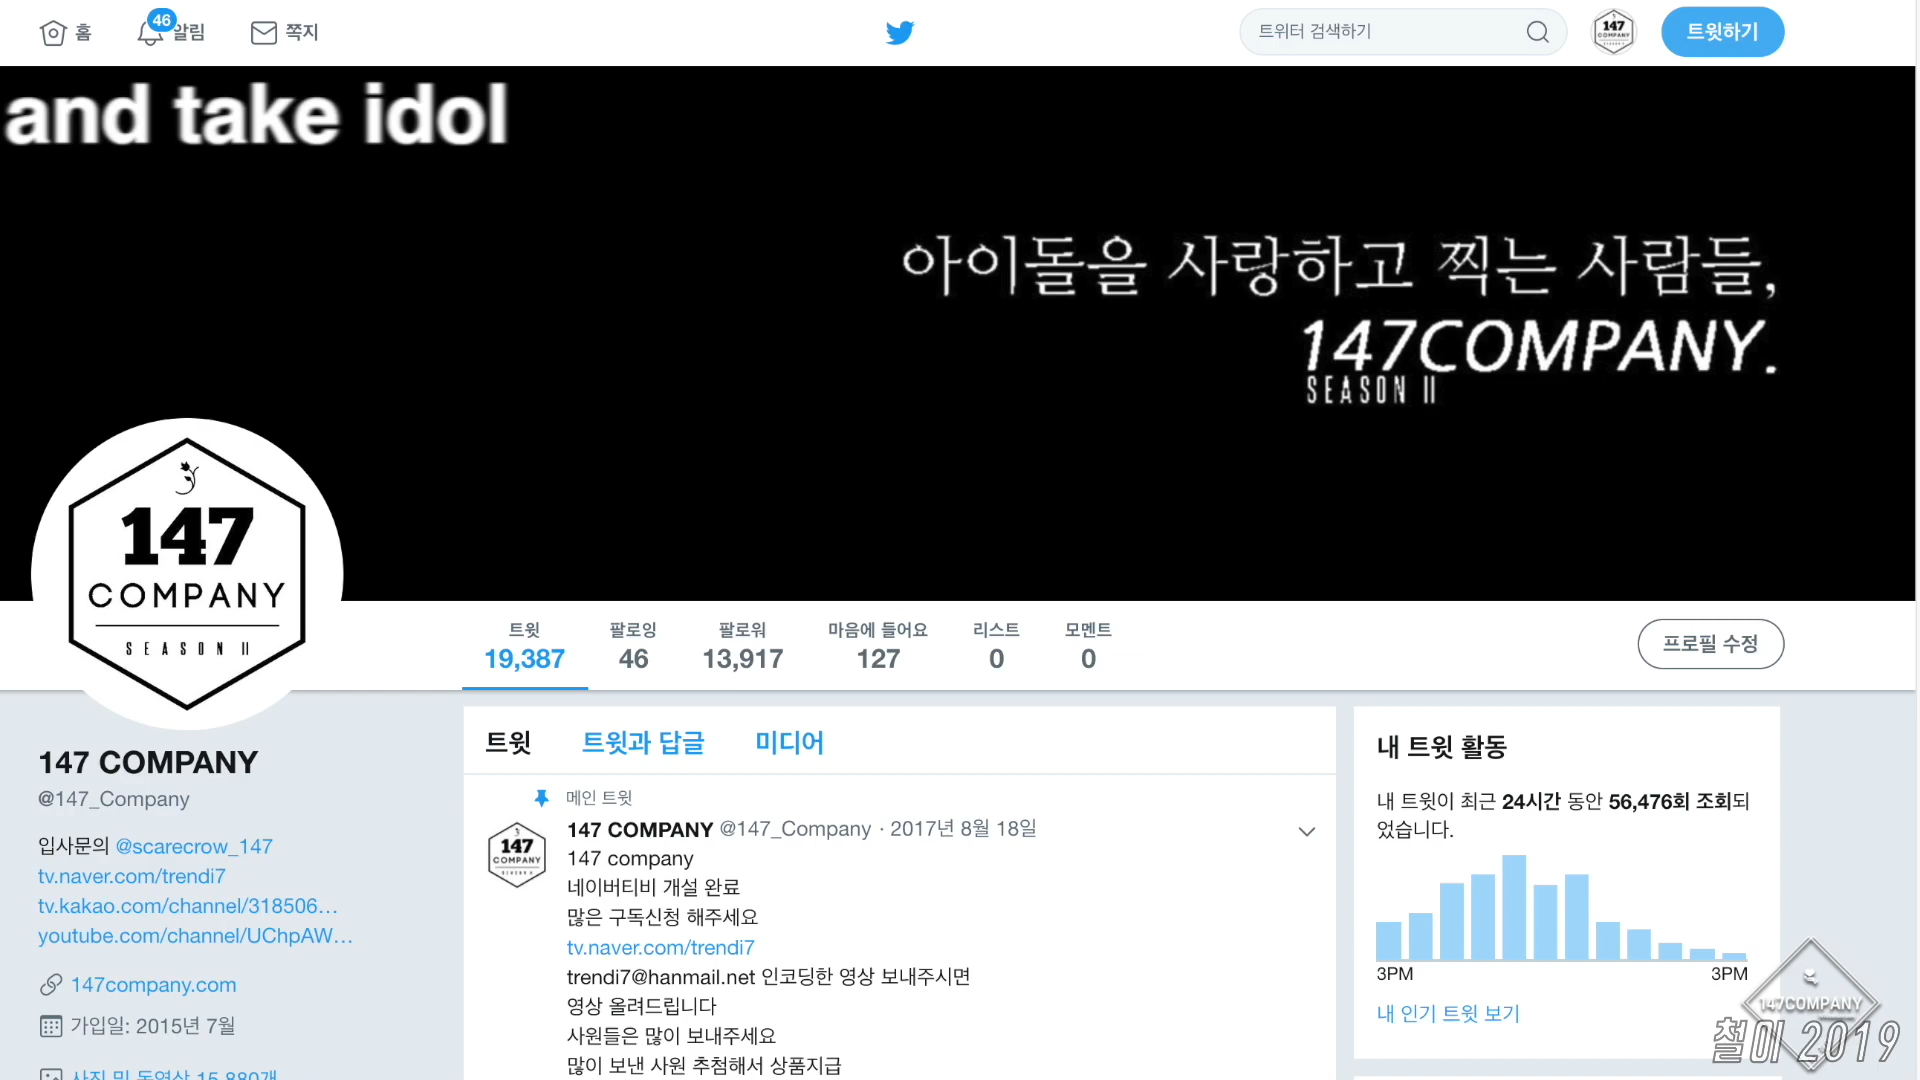 홈
46
알림
쪽지
트위터 검색하기
147
COMPANY
트윗하기
and take idol
아이돌을 사랑하고 찍는 사람들,
147COMPANY.
SEASON II
147
COMPANY
SEASON II
트윗 19,387
팔로잉 46
팔로워 13,917
마음에 들어요 127
리스트 0
모멘트 0
프로필 수정
147 COMPANY
@147_Company
입사문의 @scarecrow_147
tv.naver.com/trendi7
tv.kakao.com/channel/318506…
youtube.com/channel/UChpAW…
147company.com
가입일: 2015년 7월
사진 및 동영상 15,880개
트윗
트윗과 답글
미디어
메인 트윗
147
COMPANY
147 COMPANY @147_Company · 2017년 8월 18일
147 company
네이버티비 개설 완료
많은 구독신청 해주세요
tv.naver.com/trendi7
trendi7@hanmail.net 인코딩한 영상 보내주시면
영상 올려드립니다
사원들은 많이 보내주세요
많이 보낸 사원 추첨해서 상품지급
내 트윗 활동
내 트윗이 최근 24시간 동안 56,476회 조회되
었습니다.
3PM
3PM
내 인기 트윗 보기
147COMPANY
철이 2019